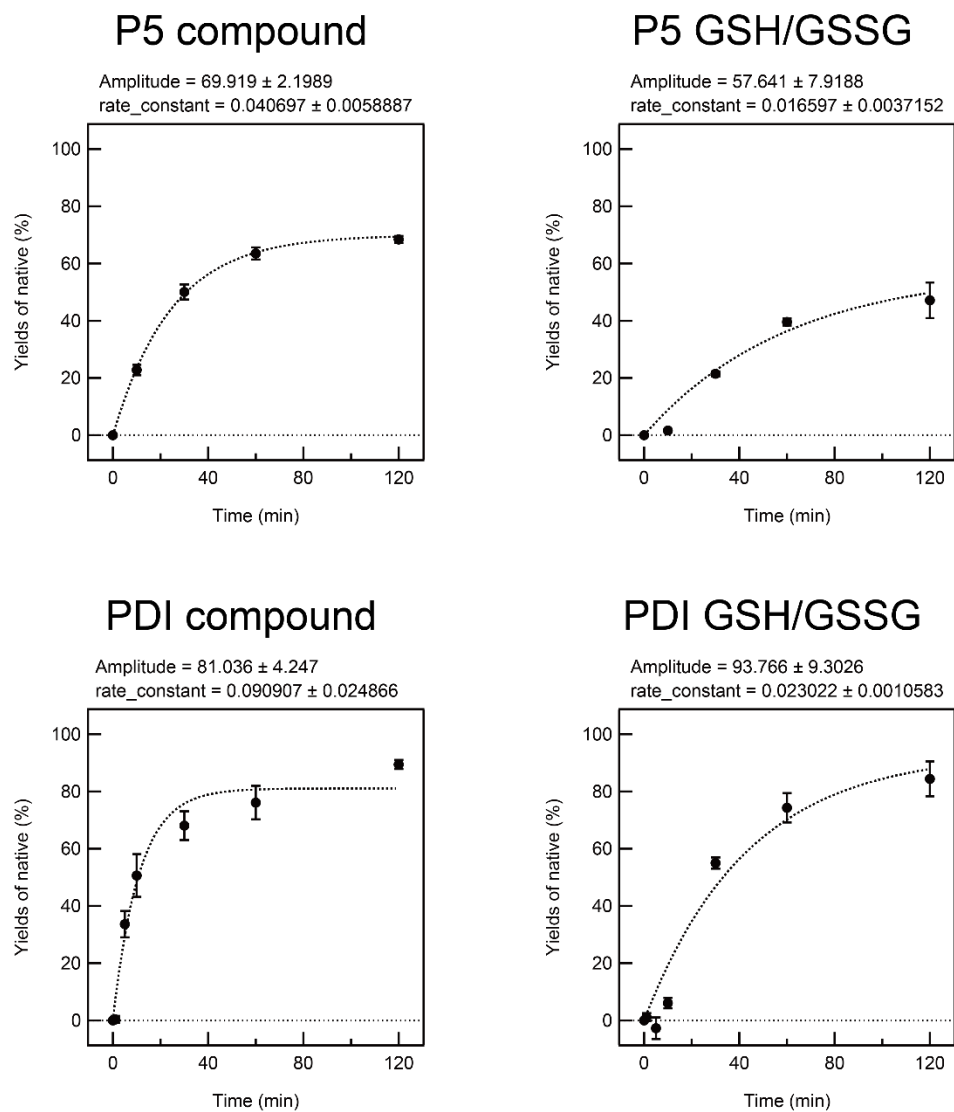 P5 compound
Amplitude = 69.919 ± 2.1989
rate_constant = 0.040697 ± 0.0058887
100
80
60
40
20
0
Yields of native (%)
0 40 80 120
Time (min)
P5 GSH/GSSG
Amplitude = 57.641 ± 7.9188
rate_constant = 0.016597 ± 0.0037152
100
80
60
40
20
0
Yields of native (%)
0 40 80 120
Time (min)
PDI compound
Amplitude = 81.036 ± 4.247
rate_constant = 0.090907 ± 0.024866
100
80
60
40
20
0
Yields of native (%)
0 40 80 120
Time (min)
PDI GSH/GSSG
Amplitude = 93.766 ± 9.3026
rate_constant = 0.023022 ± 0.0010583
100
80
60
40
20
0
Yields of native (%)
0 40 80 120
Time (min)